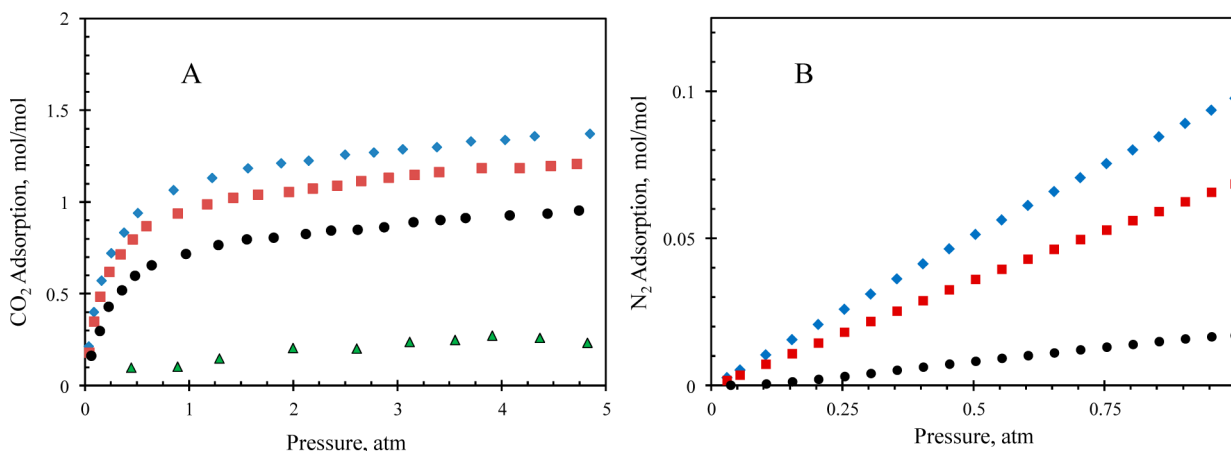 A
CO2 Adsorption, mol/mol
2
1.5
1
0.5
0
0 1 2 3 4 5
Pressure, atm
B
N2 Adsorption, mol/mol
0.1
0.05
0
0 0.25 0.5 0.75
Pressure, atm